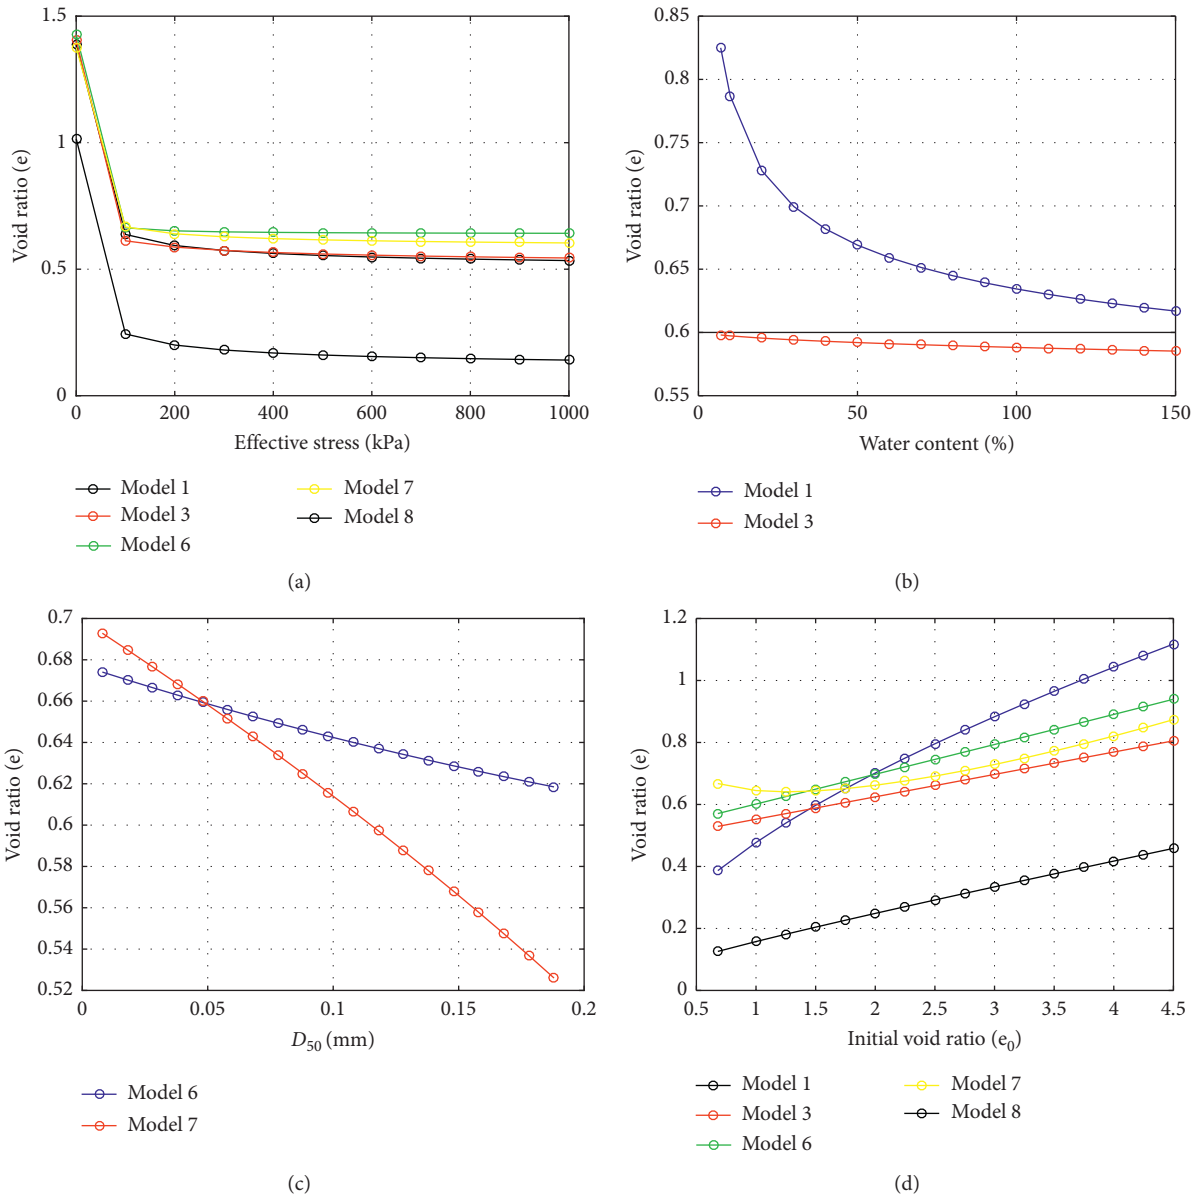 1.5
1
0.5
0
Void ratio (e)
0 200 400 600 800 1000
Effective stress (kPa)
Model 1
Model 3
Model 6
Model 7
Model 8
(a)
0.85
0.8
0.75
0.7
0.65
0.6
0.55
Void ratio (e)
0 50 100 150
Water content (%)
Model 1
Model 3
(b)
0.7
0.68
0.66
0.64
0.62
0.6
0.58
0.56
0.54
0.52
Void ratio (e)
0 0.05 0.1 0.15 0.2
D50 (mm)
Model 6
Model 7
(c)
1.2
1
0.8
0.6
0.4
0.2
0
Void ratio (e)
0.5 1 1.5 2 2.5 3 3.5 4 4.5
Initial void ratio (e0)
Model 1
Model 3
Model 6
Model 7
Model 8
(d)